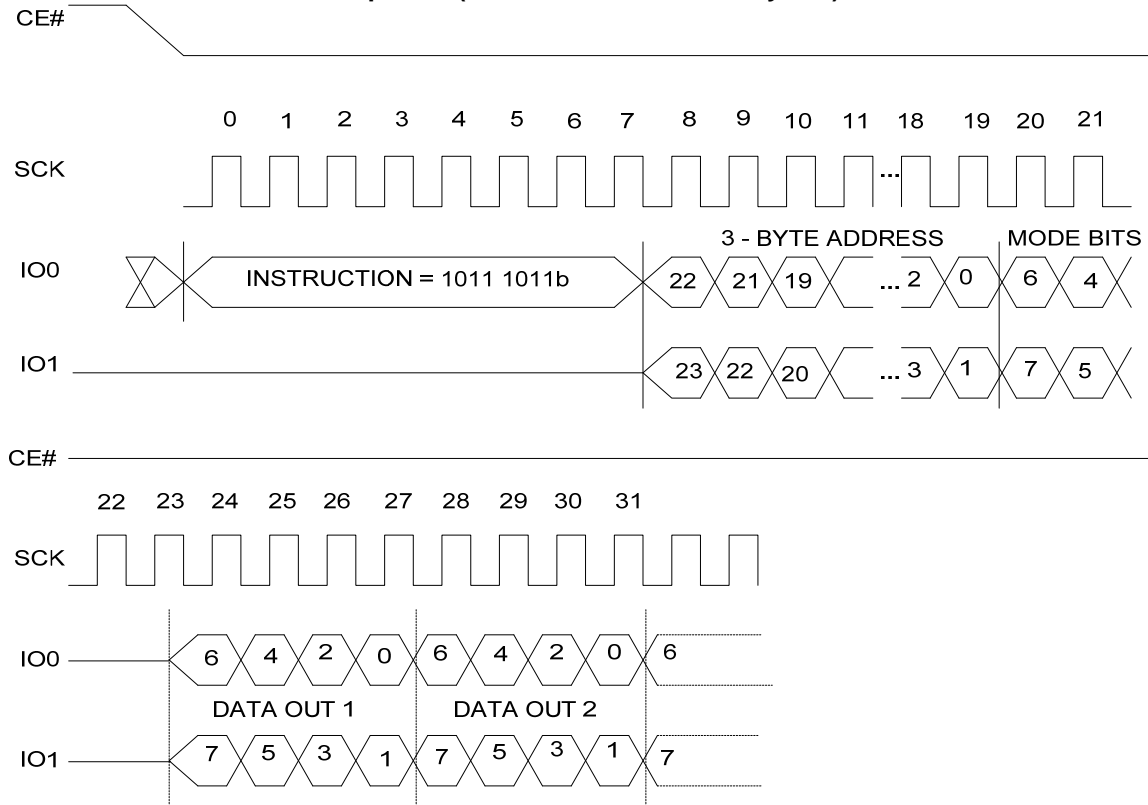 CE#
0 1 2 3 4 5 6 7 8 9 10 11 18 19 20 21
SCK ...
3 - BYTE ADDRESS MODE BITS
IO0 INSTRUCTION = 1011 1011b 22 21 19 ... 2 0 6 4
IO1 23 22 20 ... 3 1 7 5
CE#
22 23 24 25 26 27 28 29 30 31
SCK
IO0 6 4 2 0 6 4 2 0 6
DATA OUT 1 DATA OUT 2
IO1 7 5 3 1 7 5 3 1 7